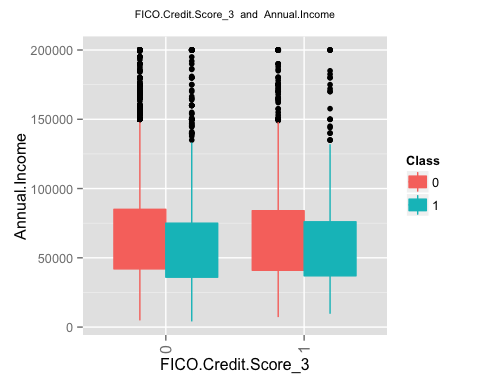 FICO.Credit.Score_3 and Annual.Income
200000
150000
100000
50000
0
Annual.Income
0
1
FICO.Credit.Score_3
Class
0
1